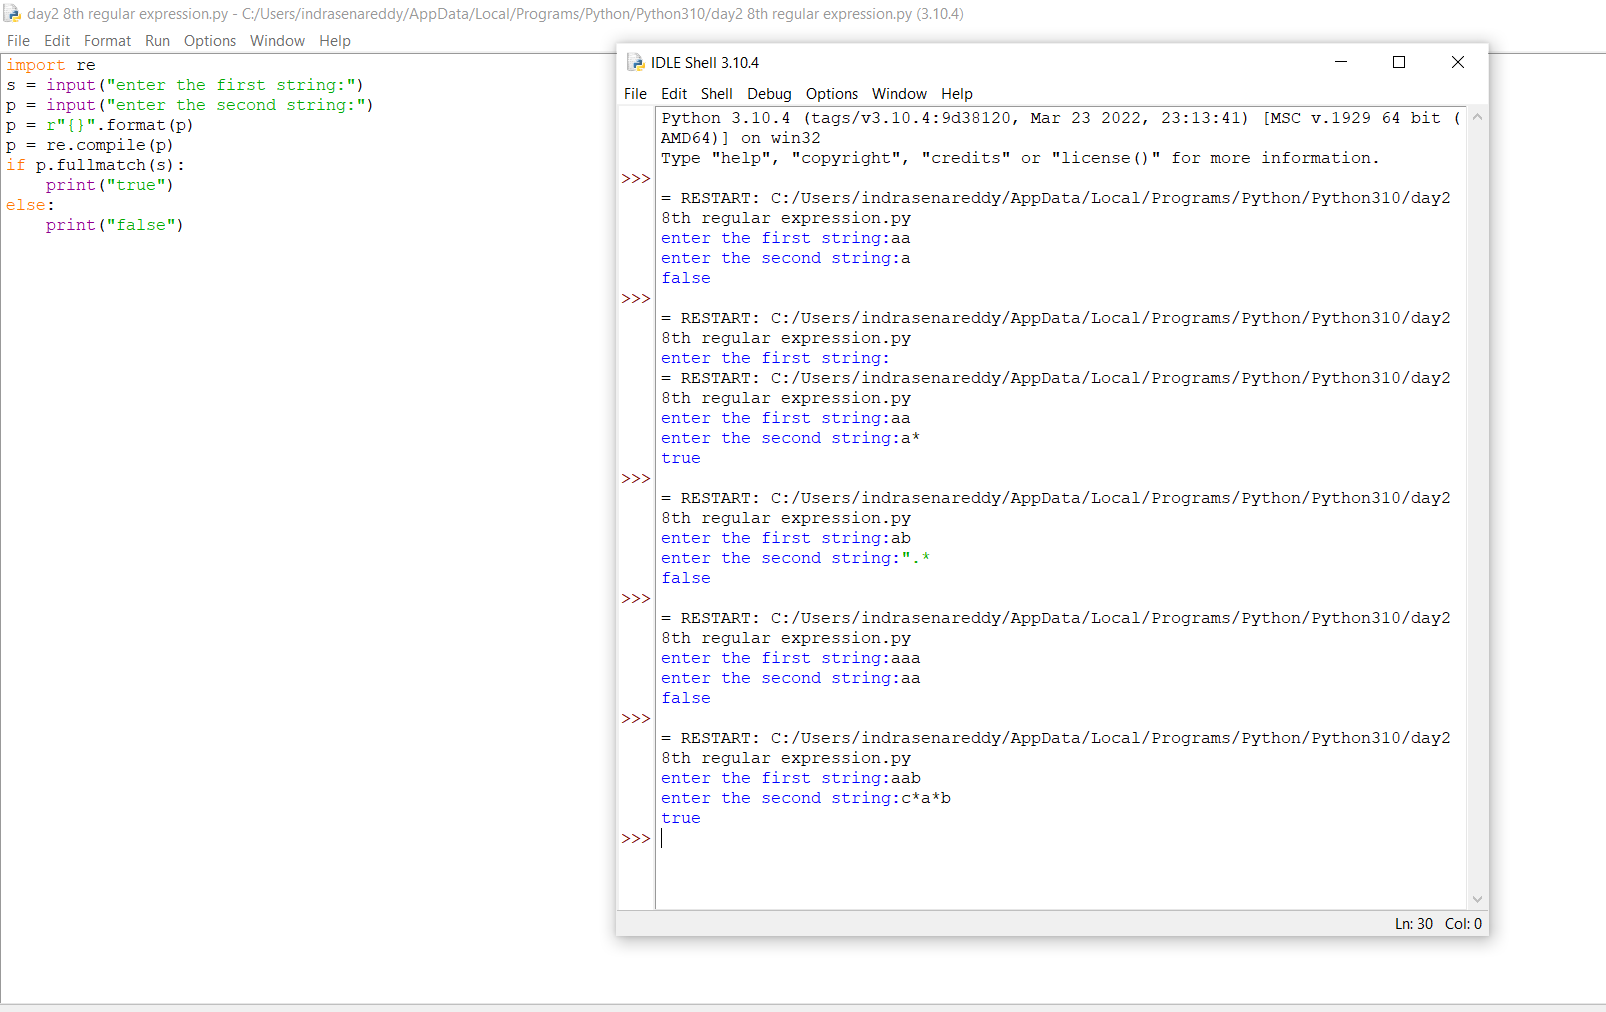 day2 8th regular expression.py - C:/Users/indrasenareddy/AppData/Local/Programs/Python/Python310/day2 8th regular expression.py (3.10.4)
File Edit Format Run Options Window Help
import re
s = input("enter the first string:")
p = input("enter the second string:")
p = r"{}".format(p)
p = re.compile(p)
if p.fullmatch(s):
    print("true")
else:
    print("false")
IDLE Shell 3.10.4
File Edit Shell Debug Options Window Help
Python 3.10.4 (tags/v3.10.4:9d38120, Mar 23 2022, 23:13:41) [MSC v.1929 64 bit (
AMD64)] on win32
Type "help", "copyright", "credits" or "license()" for more information.
>>>
= RESTART: C:/Users/indrasenareddy/AppData/Local/Programs/Python/Python310/day2
8th regular expression.py
enter the first string:aa
enter the second string:a
false
>>>
= RESTART: C:/Users/indrasenareddy/AppData/Local/Programs/Python/Python310/day2
8th regular expression.py
enter the first string:
= RESTART: C:/Users/indrasenareddy/AppData/Local/Programs/Python/Python310/day2
8th regular expression.py
enter the first string:aa
enter the second string:a*
true
>>>
= RESTART: C:/Users/indrasenareddy/AppData/Local/Programs/Python/Python310/day2
8th regular expression.py
enter the first string:ab
enter the second string:".*
false
>>>
= RESTART: C:/Users/indrasenareddy/AppData/Local/Programs/Python/Python310/day2
8th regular expression.py
enter the first string:aaa
enter the second string:aa
false
>>>
= RESTART: C:/Users/indrasenareddy/AppData/Local/Programs/Python/Python310/day2
8th regular expression.py
enter the first string:aab
enter the second string:c*a*b
true
>>>
Ln: 30 Col: 0